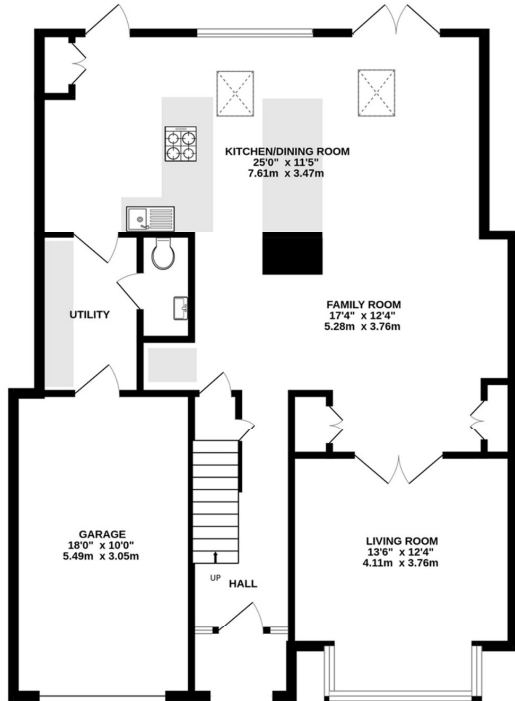 KITCHEN/DINING ROOM
25'0" x 11'5"
7.61m x 3.47m
FAMILY ROOM
17'4" x 12'4"
5.28m x 3.76m
UTILITY
GARAGE
18'0" x 10'0"
5.49m x 3.05m
LIVING ROOM
13'6" x 12'4"
4.11m x 3.76m
UP
HALL